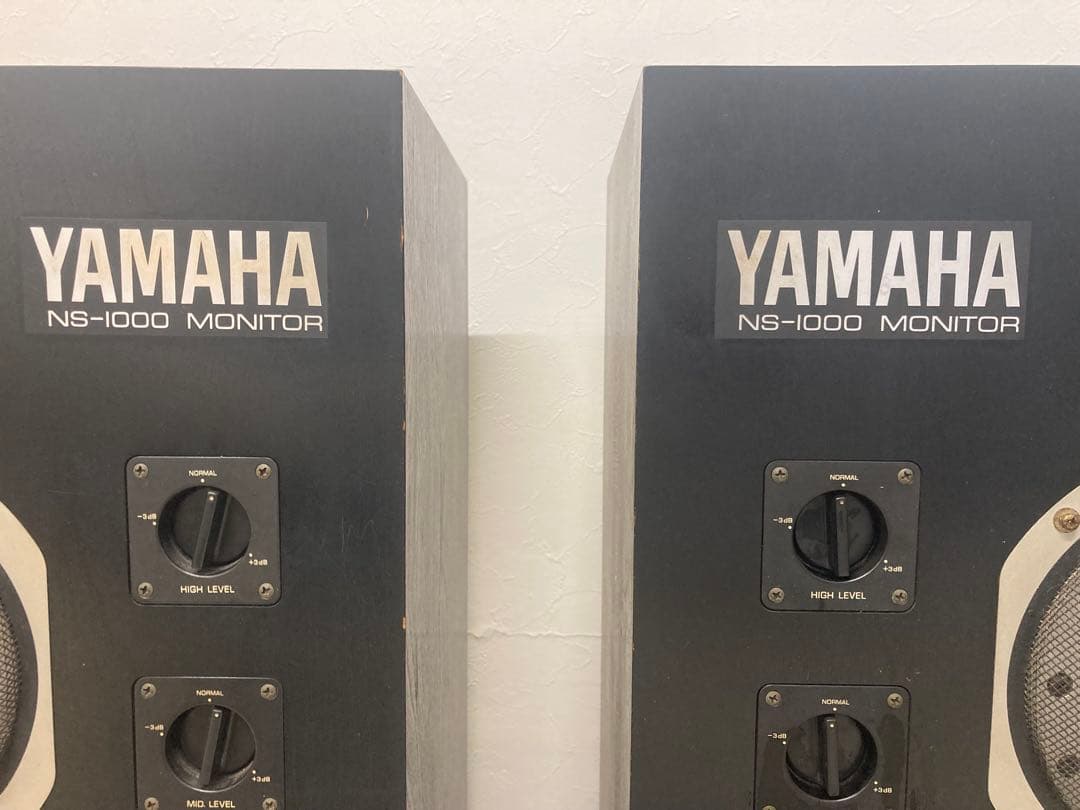 YAMAHA
NS-1000 MONITOR
NORMAL
-3dB
+3dB
HIGH LEVEL
NORMAL
-3dB
+3dB
MID. LEVEL
YAMAHA
NS-1000 MONITOR
NORMAL
-3dB
+3dB
HIGH LEVEL
NORMAL
-3dB
+3dB